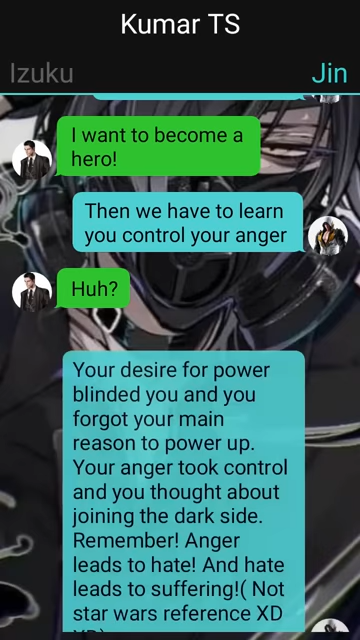 Kumar TS
Izuku
Jin
I want to become a
hero!
Then we have to learn
you control your anger
Huh?
Your desire for power
blinded you and you
forgot your main
reason to power up.
Your anger took control
and you thought about
joining the dark side.
Remember! Anger
leads to hate! And hate
leads to suffering!( Not
star wars reference XD